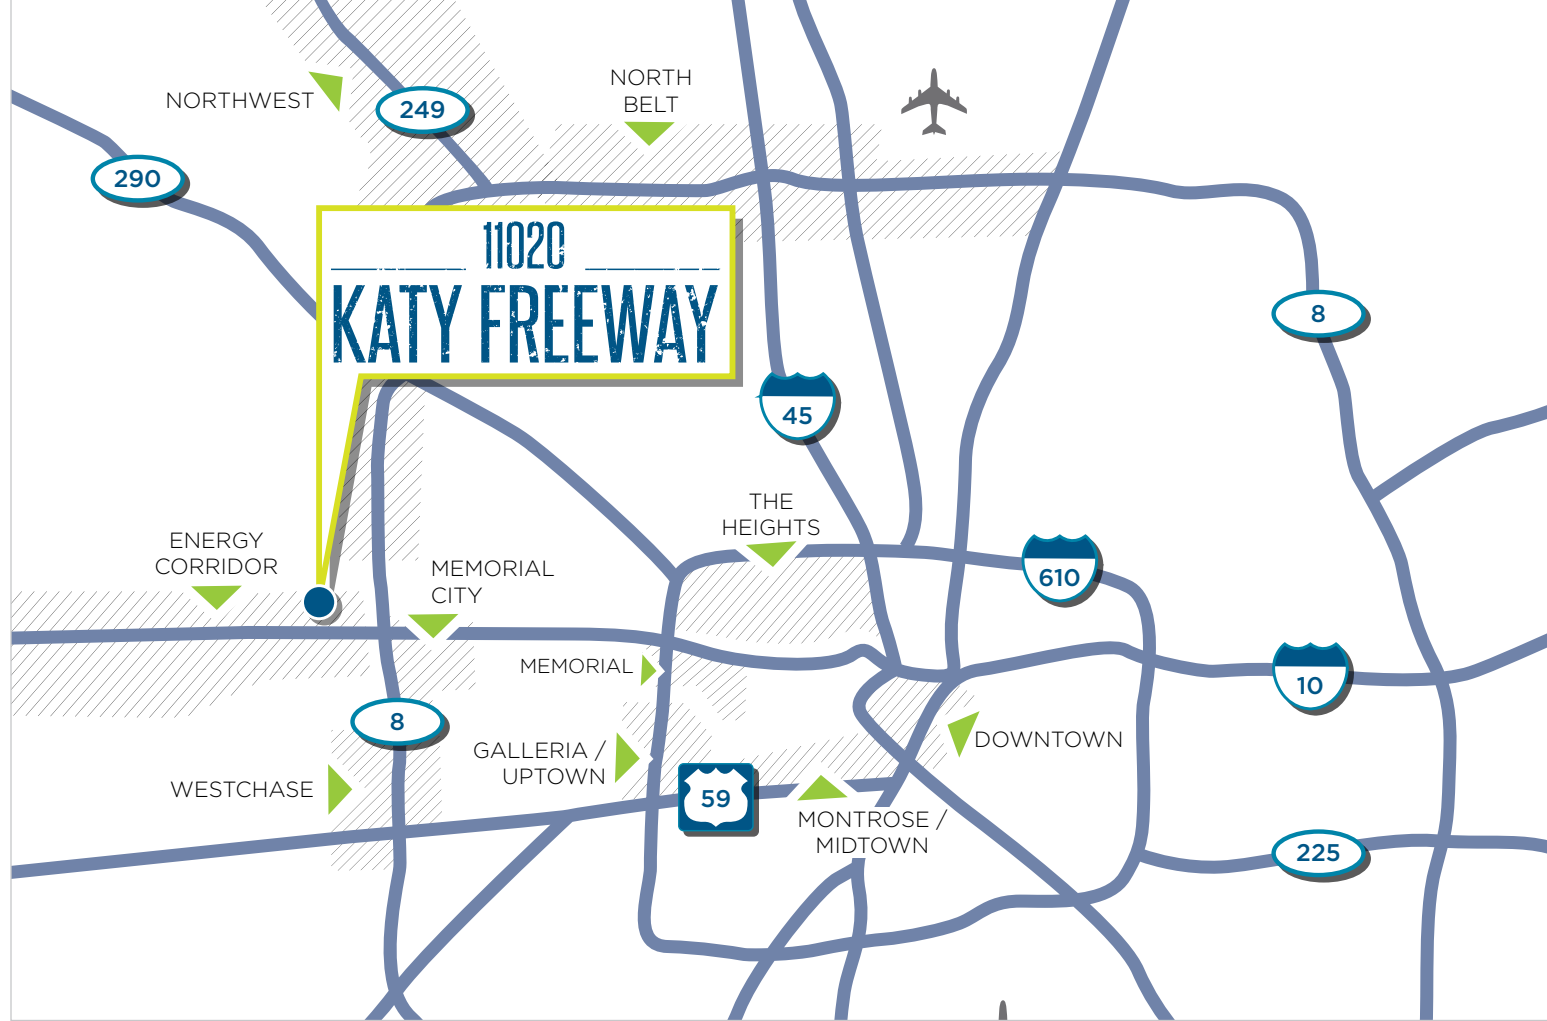 NORTH
BELT
NORTHWEST
249
290
11020
KATY FREEWAY
8
45
THE
HEIGHTS
ENERGY
CORRIDOR
MEMORIAL
CITY
610
MEMORIAL
10
8
DOWNTOWN
GALLERIA /
UPTOWN
WESTCHASE
59
MONTROSE /
MIDTOWN
225